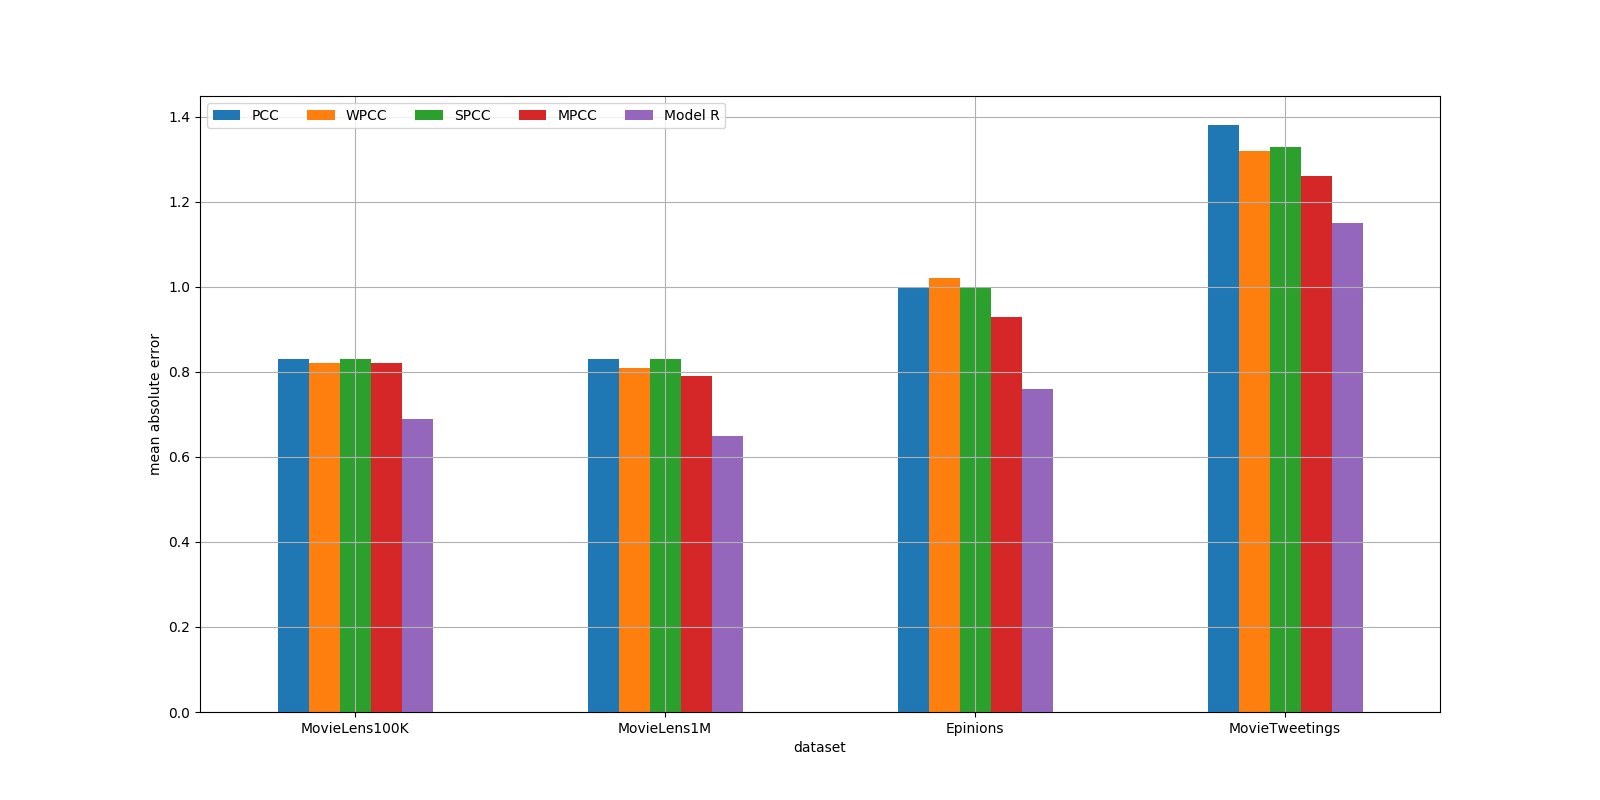 PCC WPCC SPCC MPCC Model R
1.4
1.2
1.0
0.8
0.6
0.4
0.2
0.0
mean absolute error
MovieLens100K MovieLens1M Epinions MovieTweetings
dataset